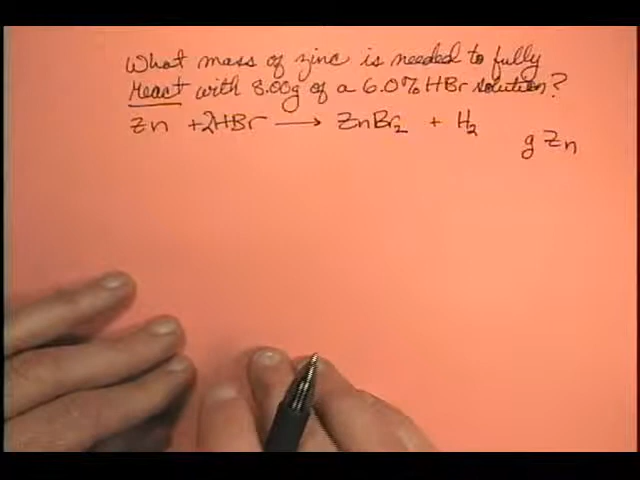 What mass of zinc is needed to fully
react with 8.00g of a 6.0% HBr solution?
Zn + 2HBr ⟶ ZnBr₂ + H₂
g Zn